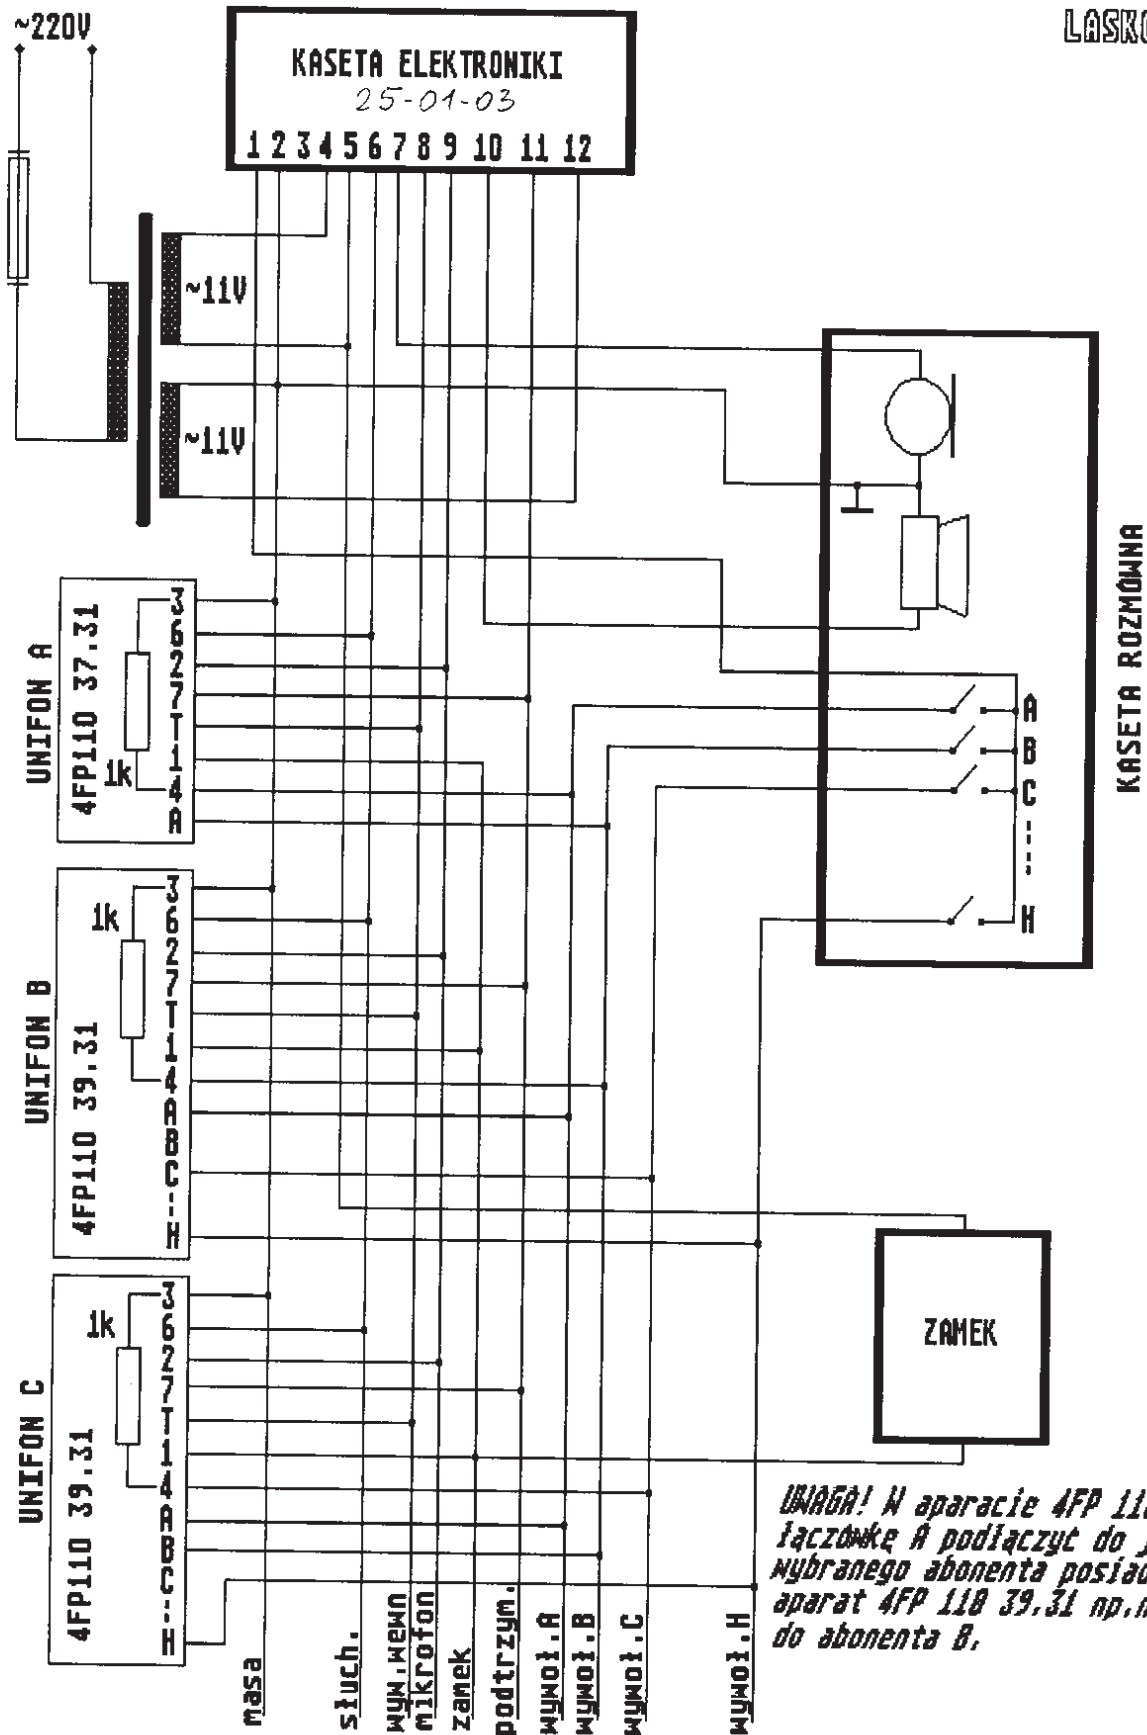 ~220V
LASKO
KASETA ELEKTRONIKI
25-01-03
1 2 3 4 5 6 7 8 9 10 11 12
~11V
~11V
KASETA ROZMÓWNA
A
B
C
H
UNIFON A
4FP110 37.31
1k
3
6
2
7
T
1
4
A
UNIFON B
4FP110 39.31
1k
3
6
2
7
T
1
4
A
B
C
H
UNIFON C
4FP110 39.31
1k
3
6
2
7
T
1
4
A
B
C
H
ZAMEK
masa
słuch.
wyw.wewn
mikrofon
zamek
podtrzym.
wywoł.A
wywoł.B
wywoł.C
wywoł.H
UWAGA! W aparacie 4FP
łączówkę A podłączyć do
wybranego abonenta
aparat 4FP 110 39.31
do abonenta B.